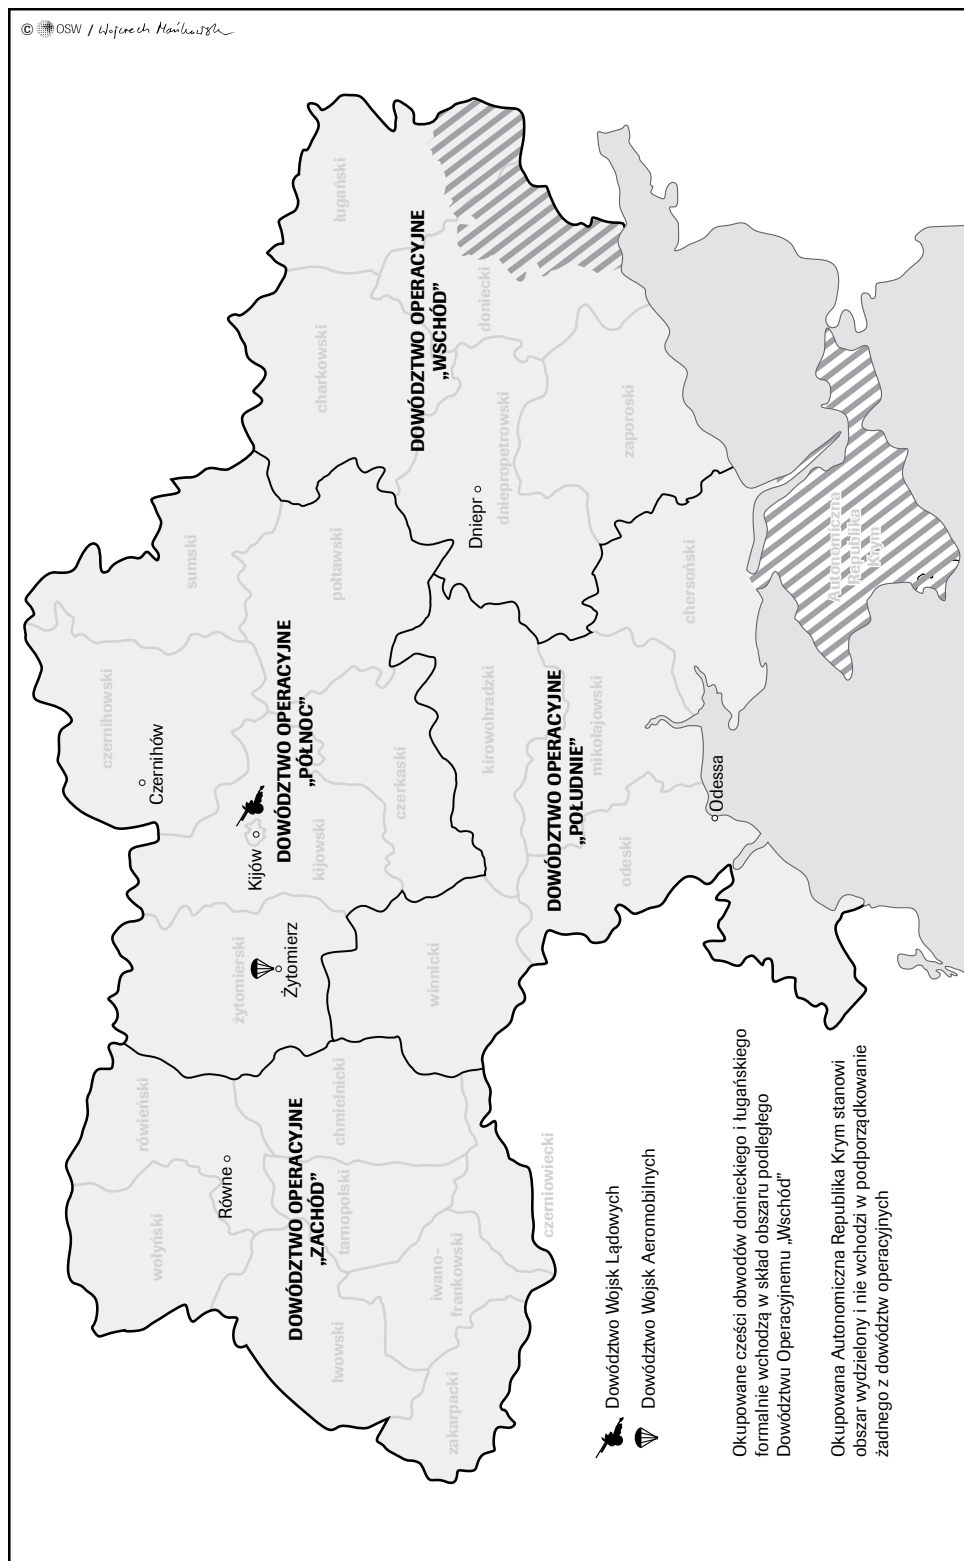 © OSW / Wojciech Mańkowski
ługański
charkowski
DOWÓDZTWO OPERACYJNE
„WSCHÓD”
doniecki
dniepropetrowski
Dniepr
zaporoski
sumski
połtawski
czernihowski
Czernihów
DOWÓDZTWO OPERACYJNE
„PÓŁNOC”
Kijów
kijowski
czerkaski
żytomierski
Żytomierz
winnicki
kirowohradzki
DOWÓDZTWO OPERACYJNE
„POŁUDNIE”
mikołajowski
chersoński
odeski
Odessa
Autonomiczna
Republika
Krym
rówieński
wołyński
Równe
chmielnicki
DOWÓDZTWO OPERACYJNE
„ZACHÓD”
tarnopolski
lwowski
iwano-
frankowski
zakarpacki
czerniowiecki
Dowództwo Wojsk Lądowych
Dowództwo Wojsk Aeromobilnych
Okupowane cześci obwodów donieckiego i ługańskiego
formalnie wchodzą w skład obszaru podległego
Dowództwu Operacyjnemu „Wschód”
Okupowana Autonomiczna Republika Krym stanowi
obszar wydzielony i nie wchodzi w podporządkowanie
żadnego z dowództw operacyjnych